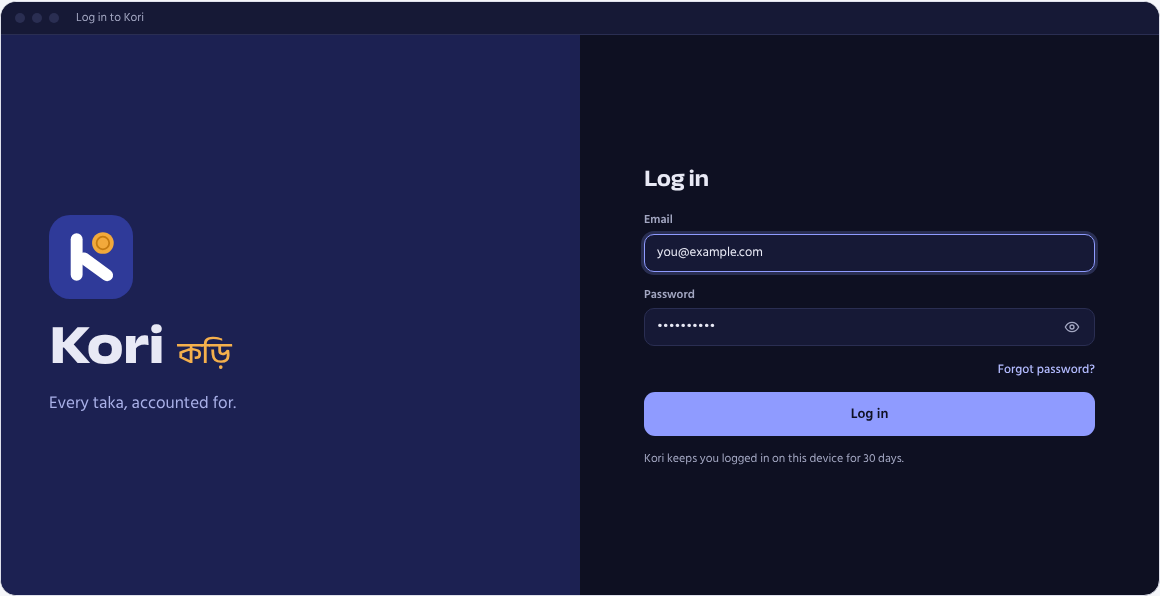 Log in to Kori
Kori কড়ি
Every taka, accounted for.
Log in
Email
you@example.com
Password
••••••••••
Forgot password?
Log in
Kori keeps you logged in on this device for 30 days.